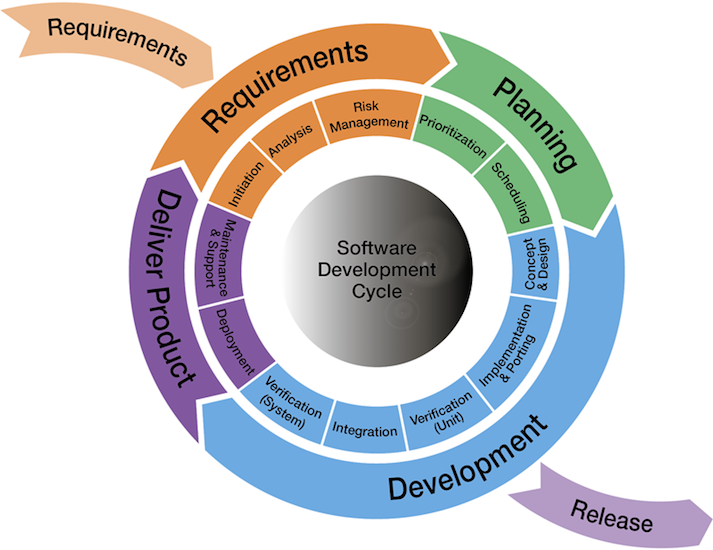 Requirements
Requirements
Planning
Development
Deliver Product
Release
Initiation
Analysis
Risk
Management
Prioritization
Scheduling
Concept
& Design
Implementation
& Porting
Verification
(Unit)
Integration
Verification
(System)
Deployment
Maintenance
& Support
Software
Development
Cycle